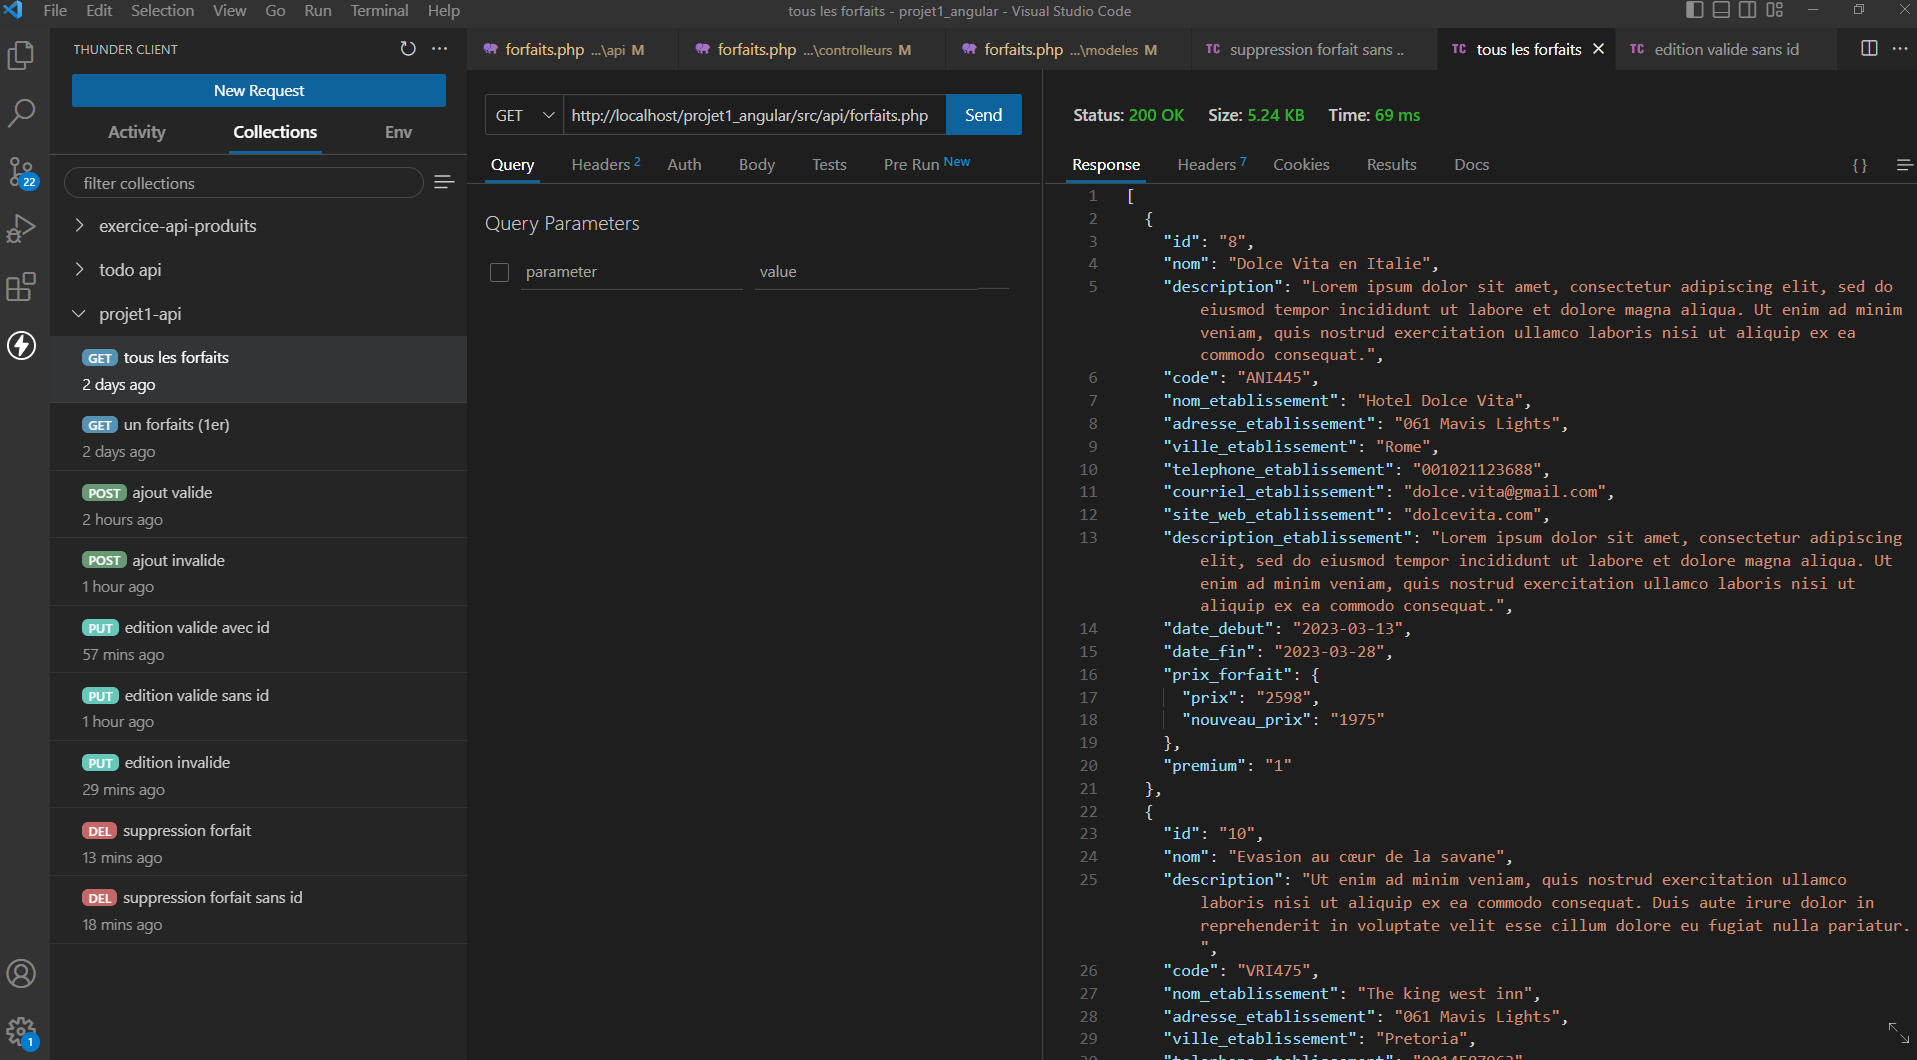 File Edit Selection View Go Run Terminal Help
tous les forfaits - projet1_angular - Visual Studio Code
THUNDER CLIENT
New Request
Activity Collections Env
filter collections
exercice-api-produits
todo api
projet1-api
GET tous les forfaits
2 days ago
GET un forfaits (1er)
2 days ago
POST ajout valide
2 hours ago
POST ajout invalide
1 hour ago
PUT edition valide avec id
57 mins ago
PUT edition valide sans id
1 hour ago
PUT edition invalide
29 mins ago
DEL suppression forfait
13 mins ago
DEL suppression forfait sans id
18 mins ago
22
1
forfaits.php ...\api M
forfaits.php ...\controlleurs M
forfaits.php ...\modeles M
TC suppression forfait sans ..
TC tous les forfaits
TC edition valide sans id
GET http://localhost/projet1_angular/src/api/forfaits.php Send
Query Headers 2 Auth Body Tests Pre Run New
Query Parameters
parameter value
Status: 200 OK Size: 5.24 KB Time: 69 ms
Response Headers 7 Cookies Results Docs {}
1 [
2 {
3 "id": "8",
4 "nom": "Dolce Vita en Italie",
5 "description": "Lorem ipsum dolor sit amet, consectetur adipiscing elit, sed do
eiusmod tempor incididunt ut labore et dolore magna aliqua. Ut enim ad minim
veniam, quis nostrud exercitation ullamco laboris nisi ut aliquip ex ea
commodo consequat.",
6 "code": "ANI445",
7 "nom_etablissement": "Hotel Dolce Vita",
8 "adresse_etablissement": "061 Mavis Lights",
9 "ville_etablissement": "Rome",
10 "telephone_etablissement": "001021123688",
11 "courriel_etablissement": "dolce.vita@gmail.com",
12 "site_web_etablissement": "dolcevita.com",
13 "description_etablissement": "Lorem ipsum dolor sit amet, consectetur adipiscing
elit, sed do eiusmod tempor incididunt ut labore et dolore magna aliqua. Ut
enim ad minim veniam, quis nostrud exercitation ullamco laboris nisi ut
aliquip ex ea commodo consequat.",
14 "date_debut": "2023-03-13",
15 "date_fin": "2023-03-28",
16 "prix_forfait": {
17 "prix": "2598",
18 "nouveau_prix": "1975"
19 },
20 "premium": "1"
21 },
22 {
23 "id": "10",
24 "nom": "Evasion au cœur de la savane",
25 "description": "Ut enim ad minim veniam, quis nostrud exercitation ullamco
laboris nisi ut aliquip ex ea commodo consequat. Duis aute irure dolor in
reprehenderit in voluptate velit esse cillum dolore eu fugiat nulla pariatur.
",
26 "code": "VRI475",
27 "nom_etablissement": "The king west inn",
28 "adresse_etablissement": "061 Mavis Lights",
29 "ville_etablissement": "Pretoria",